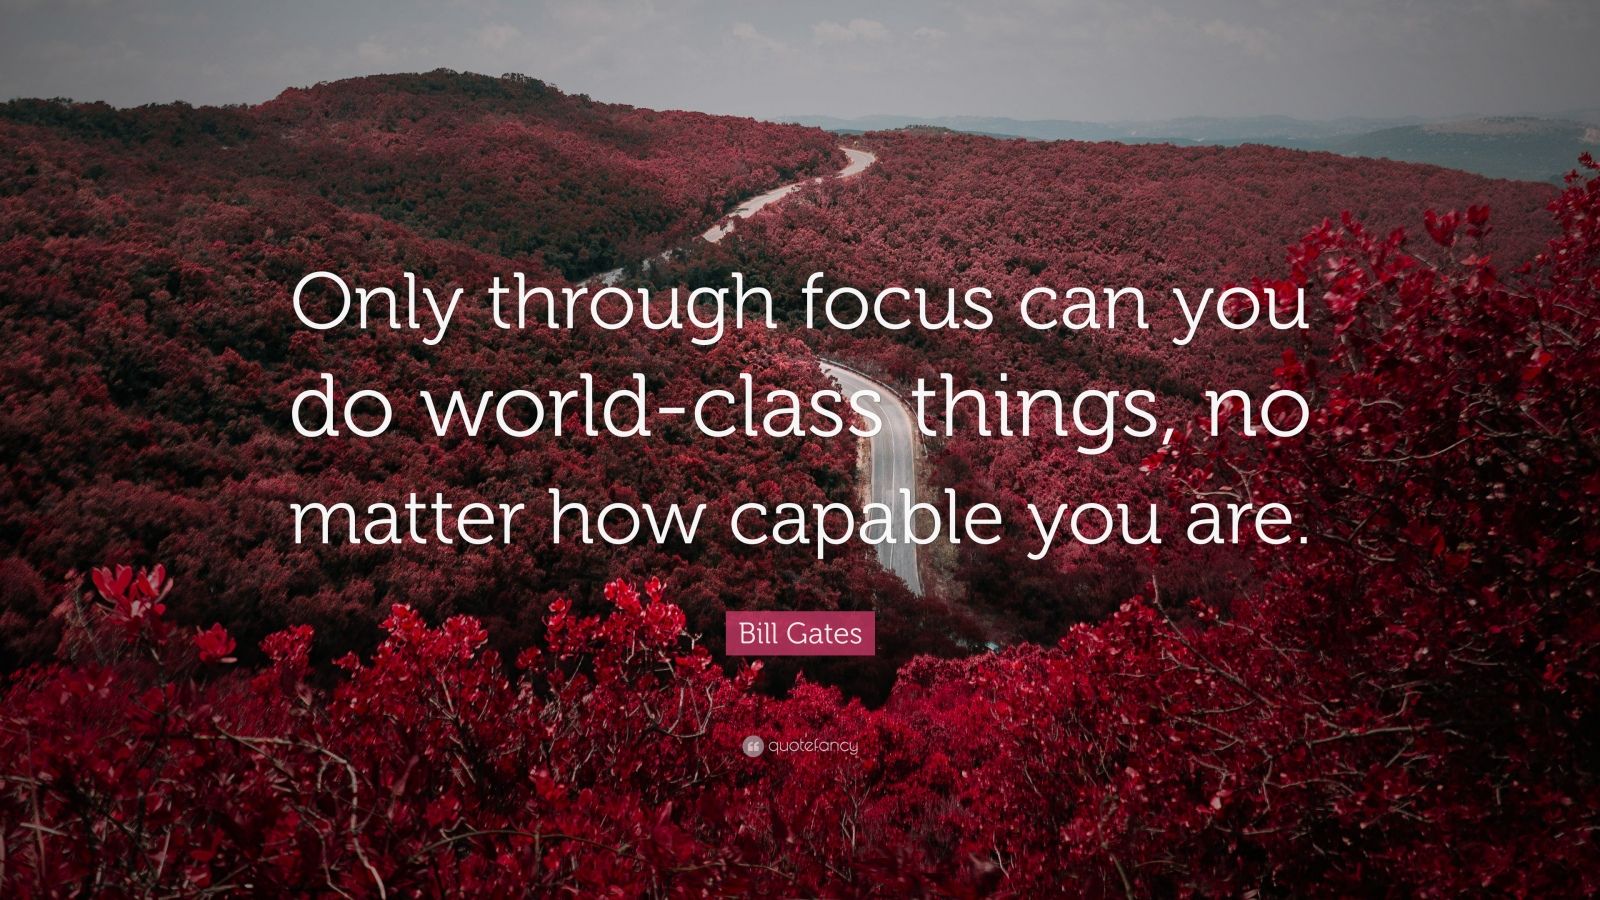 Only through focus can you
do world-class things, no
matter how capable you are.
Bill Gates
quotefancy